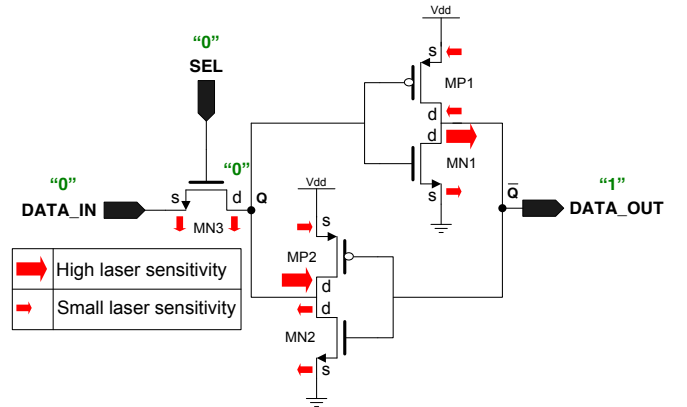 “0”
SEL
“0”
“0”
DATA_IN
s
d
Q
MN3
Vdd
s
MP1
d
d
MN1
s
Q̅
“1”
DATA_OUT
Vdd
s
MP2
d
d
MN2
s
High laser sensitivity
Small laser sensitivity